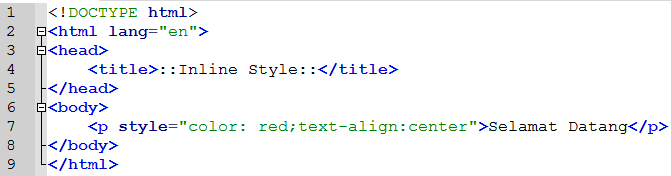 1 <!DOCTYPE html>
2 <html lang="en">
3 <head>
4     <title>::Inline Style::</title>
5 </head>
6 <body>
7     <p style="color: red;text-align:center">Selamat Datang</p>
8 </body>
9 </html>